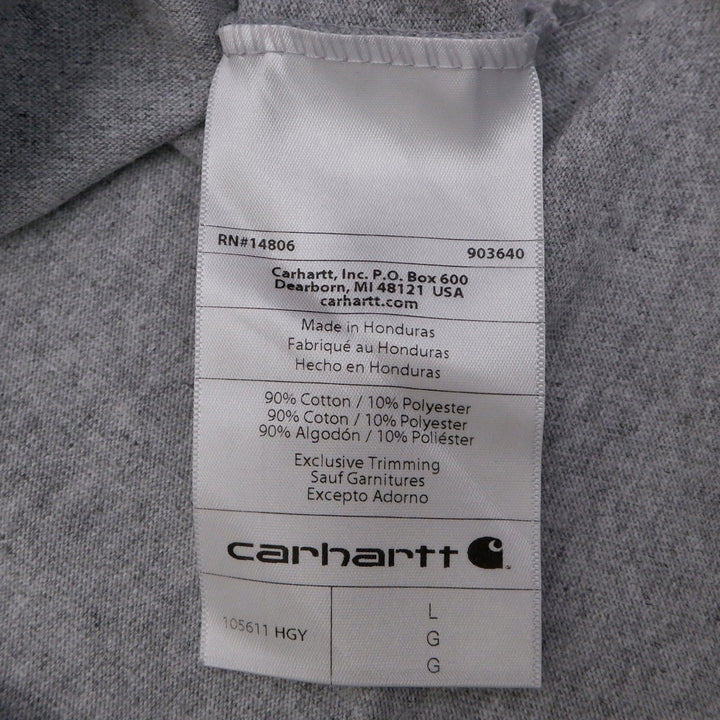 RN#14806 903640
Carhartt, Inc. P.O. Box 600
Dearborn, MI 48121 USA
carhartt.com
Made in Honduras
Fabriqué au Honduras
Hecho en Honduras
90% Cotton / 10% Polyester
90% Coton / 10% Polyester
90% Algodón / 10% Poliéster
Exclusive Trimming
Sauf Garnitures
Excepto Adorno
carhartt
105611 HGY
L
G
G